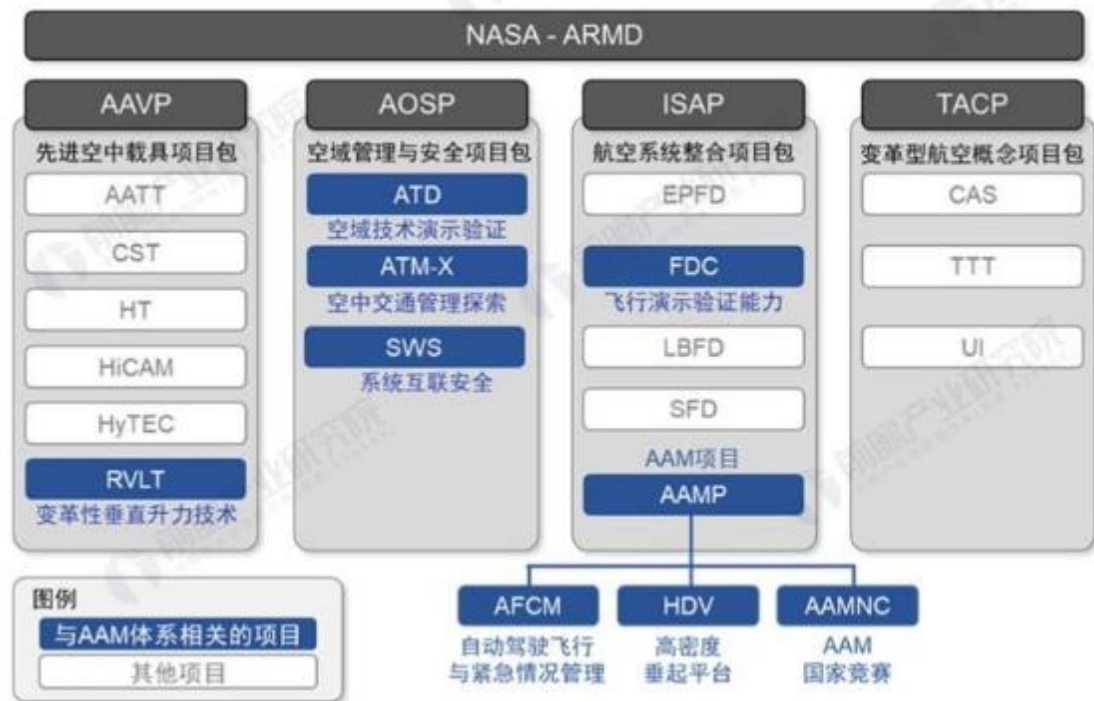 NASA - ARMD
AAVP
先进空中载具项目包
AATT
CST
HT
HiCAM
HyTEC
RVLT
变革性垂直升力技术
AOSP
空域管理与安全项目包
ATD
空域技术演示验证
ATM-X
空中交通管理探索
SWS
系统互联安全
ISAP
航空系统整合项目包
EPFD
FDC
飞行演示验证能力
LBFD
SFD
AAM项目
AAMP
TACP
变革型航空概念项目包
CAS
TTT
UI
AFCM
自动驾驶飞行
与紧急情况管理
HDV
高密度
垂起平台
AAMNC
AAM
国家竞赛
图例
与AAM体系相关的项目
其他项目
前瞻产业研究院